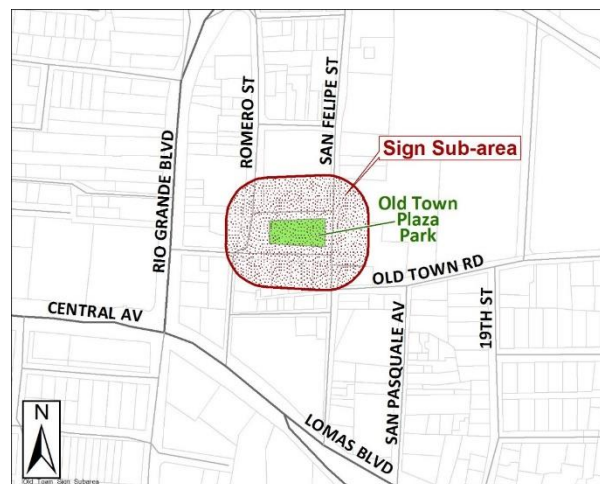 ROMERO ST
SAN FELIPE ST
RIO GRANDE BLVD
Sign Sub-area
Old Town
Plaza
Park
OLD TOWN RD
CENTRAL AV
SAN PASQUALE AV
19TH ST
LOMAS BLVD
N
Old_Town_Sign_Subarea